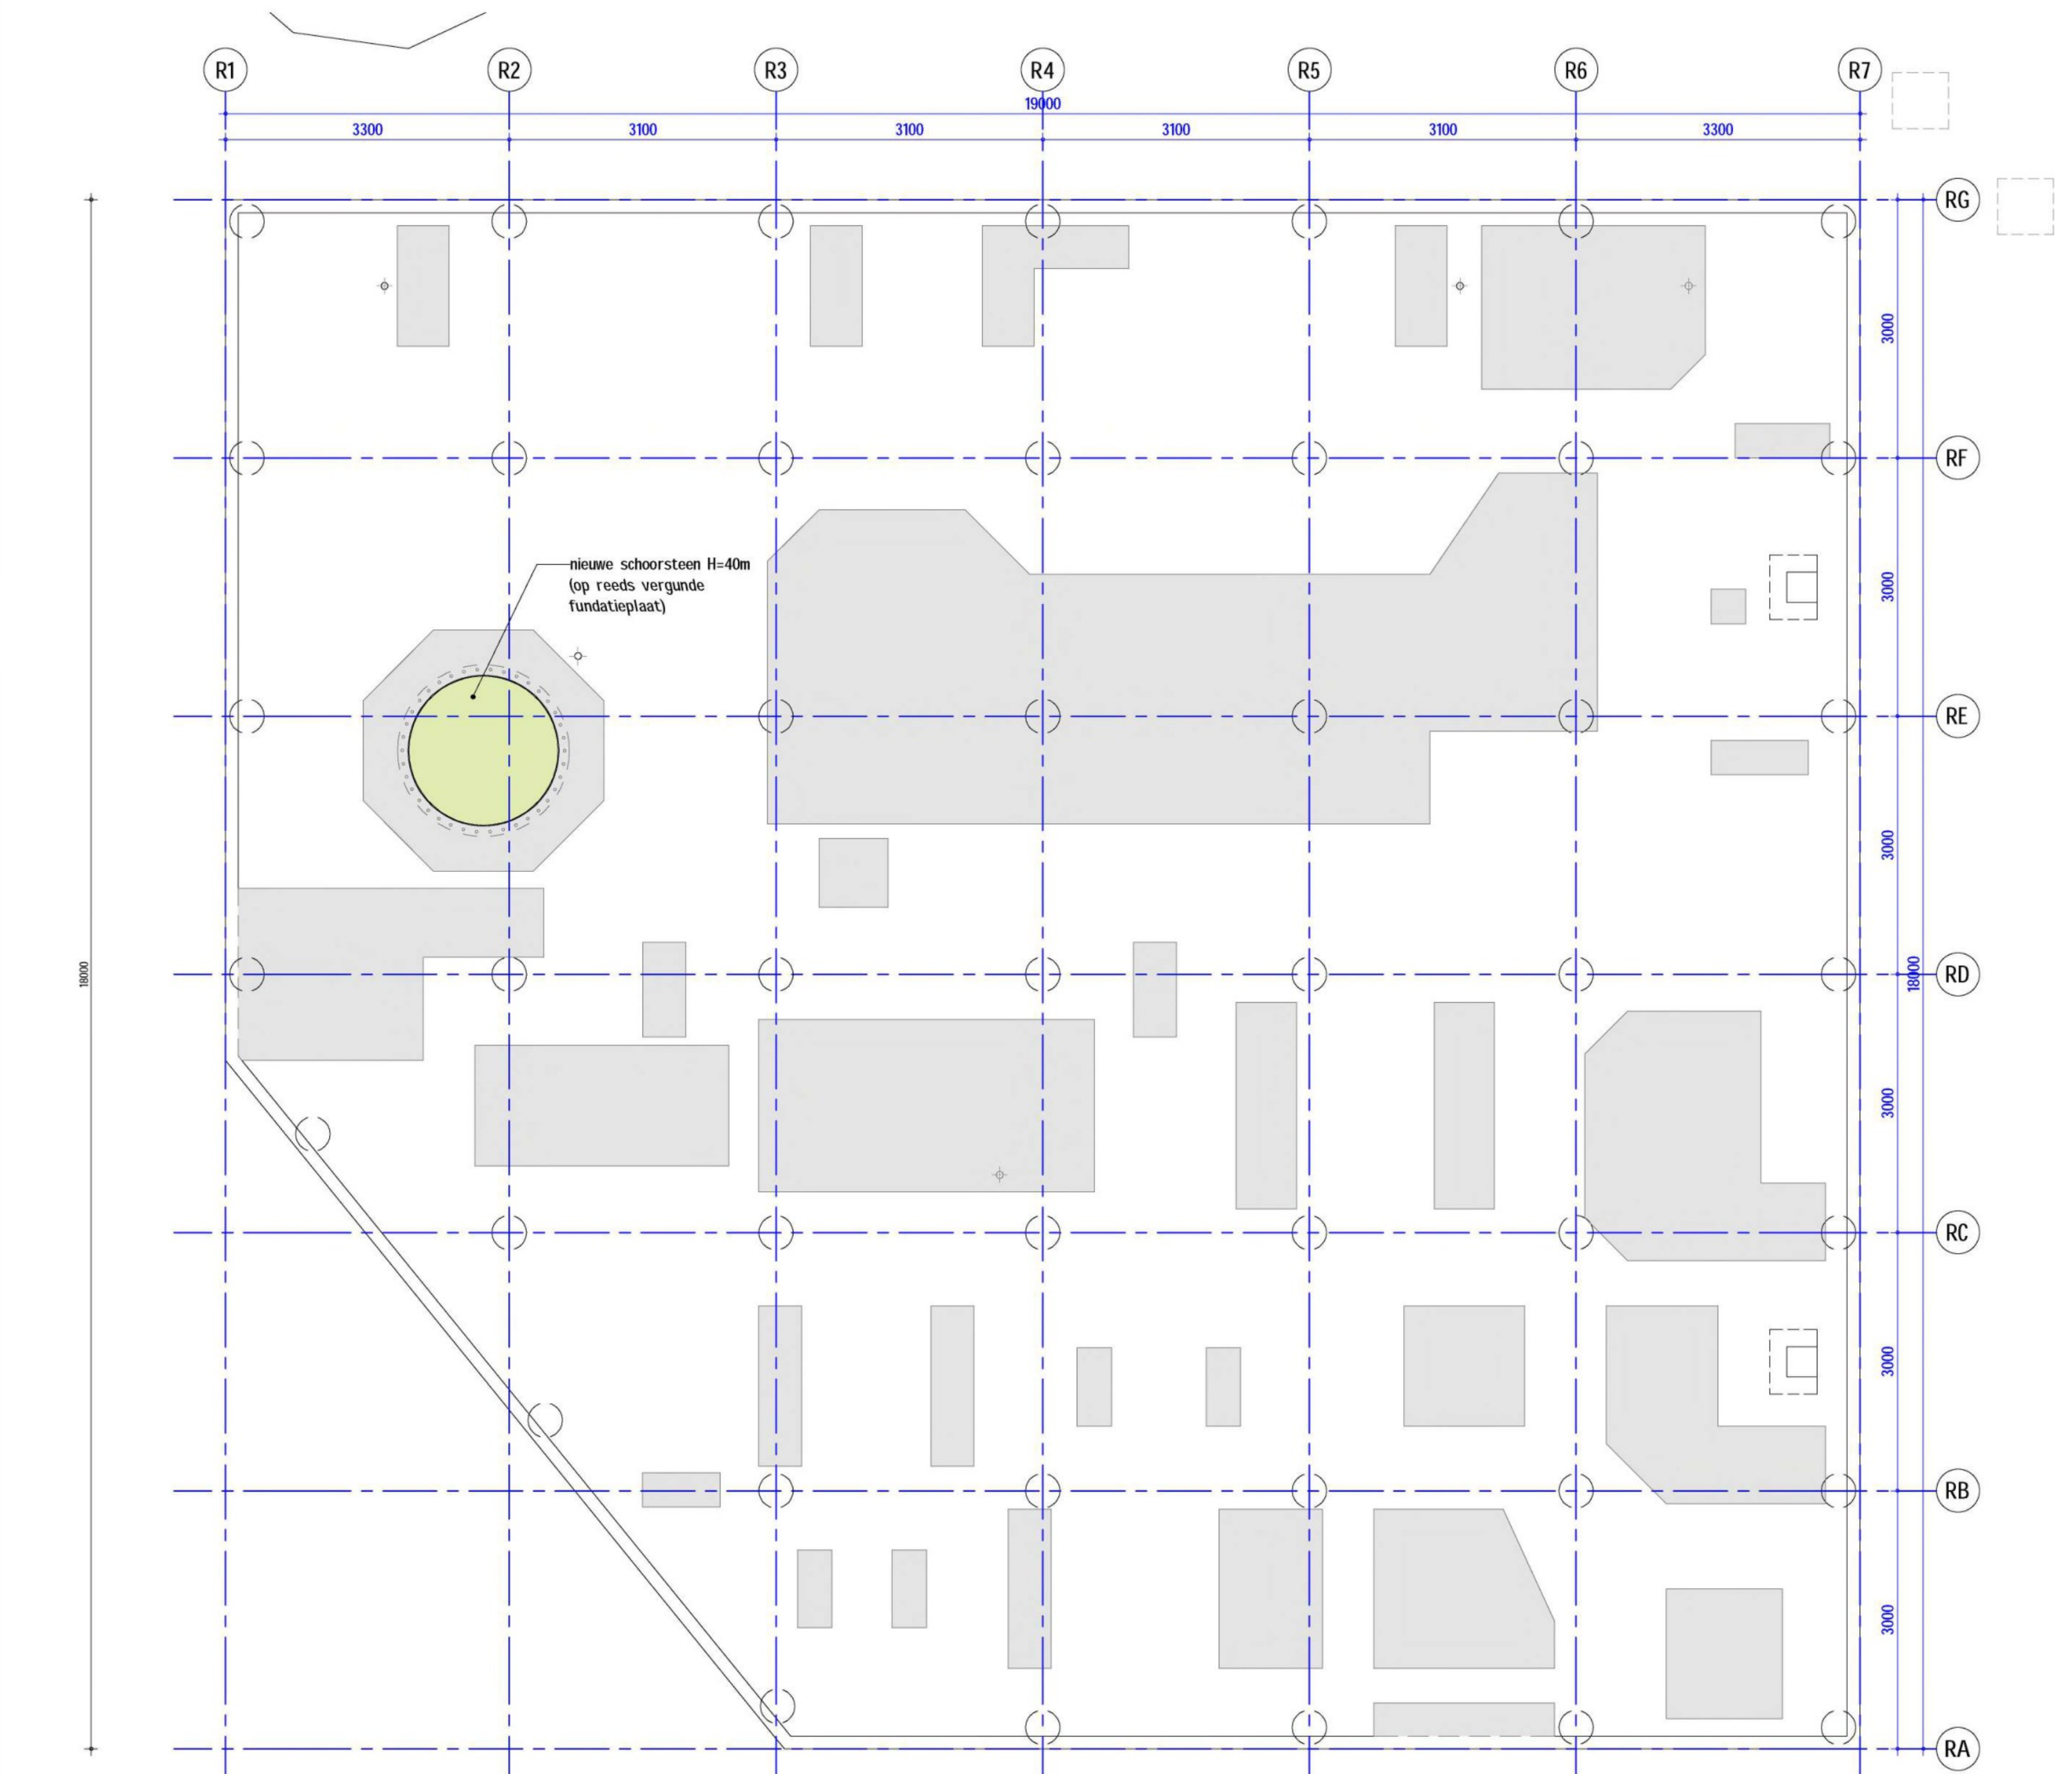 R1 R2 R3 R4 R5 R6 R7
19000
3300 3100 3100 3100 3100 3300
RG
3000
RF
nieuwe schoorsteen H=40m
(op reeds vergunde
fundatieplaat)
3000
RE
3000
18000
18000
RD
3000
RC
3000
RB
3000
RA